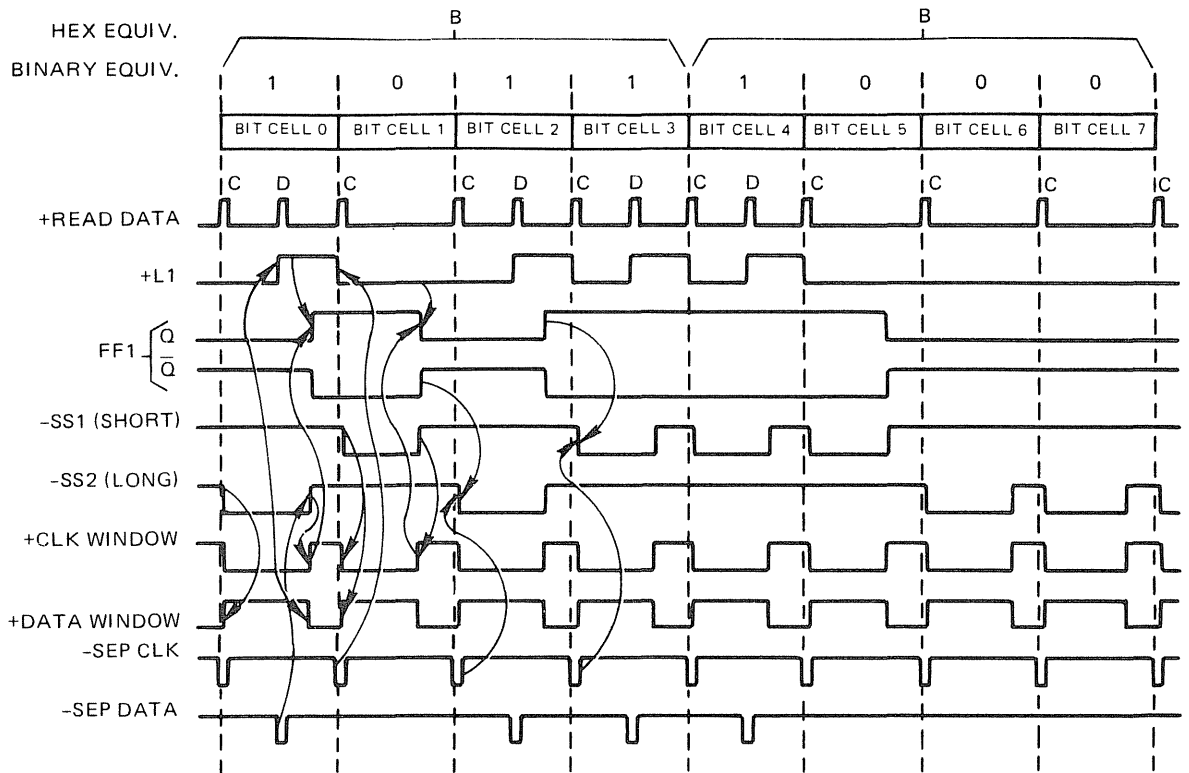 B B
HEX EQUIV.
BINARY EQUIV.
1 0 1 1 1 0 0 0
BIT CELL 0 BIT CELL 1 BIT CELL 2 BIT CELL 3 BIT CELL 4 BIT CELL 5 BIT CELL 6 BIT CELL 7
C D C C D C D C D C C C C
+READ DATA
+L1
FF1 Q
Q̅
–SS1 (SHORT)
–SS2 (LONG)
+CLK WINDOW
+DATA WINDOW
–SEP CLK
–SEP DATA